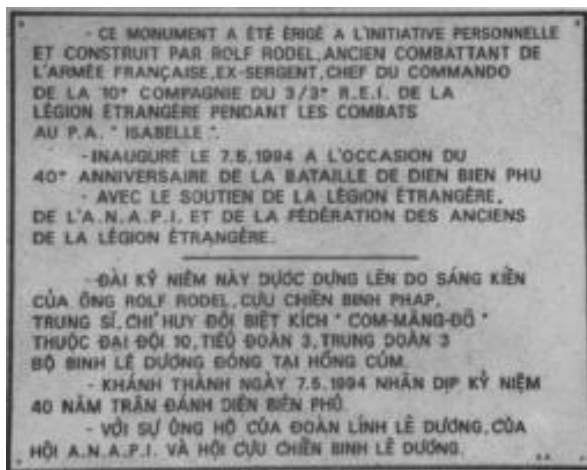 - CE MONUMENT A ÉTÉ ÉRIGÉ A L'INITIATIVE PERSONNELLE
ET CONSTRUIT PAR ROLF RODEL, ANCIEN COMBATTANT DE
L'ARMÉE FRANÇAISE, EX-SERGENT, CHEF DU COMMANDO
DE LA 10e COMPAGNIE DU 3/3e R.E.I. DE LA
LÉGION ÉTRANGÈRE PENDANT LES COMBATS
AU P.A. " ISABELLE ".
- INAUGURÉ LE 7.5.1994 A L'OCCASION DU
40e ANNIVERSAIRE DE LA BATAILLE DE DIEN BIEN PHU
- AVEC LE SOUTIEN DE LA LÉGION ÉTRANGÈRE,
DE L'A.N.A.P.I. ET DE LA FÉDÉRATION DES ANCIENS
DE LA LÉGION ÉTRANGÈRE.
- ĐÀI KỶ NIỆM NÀY DƯỢC DỰNG LÊN DO SÁNG KIẾN
CỦA ÔNG ROLF RODEL, CỰU CHIẾN BINH PHAP,
TRUNG SĨ, CHỈ HUY ĐỘI BIỆT KÍCH " COM-MĂNG-ĐÔ "
THUỘC ĐẠI ĐỘI 10, TIỂU ĐOÀN 3, TRUNG DOÀN 3
BỘ BINH LÊ DƯƠNG ĐÓNG TẠI HỒNG CÚM.
- KHÁNH THÀNH NGÀY 7.5.1994 NHÂN DỊP KỶ NIỆM
40 NĂM TRẬN ĐÁNH DIÊN BIÊN PHỦ.
- VỚI SỰ ỦNG HỘ CỦA ĐOÀN LÍNH LÊ DƯƠNG, CỦA
HỘI A.N.A.P.I. VÀ HỘI CỰU CHIẾN BINH LÊ DƯƠNG.